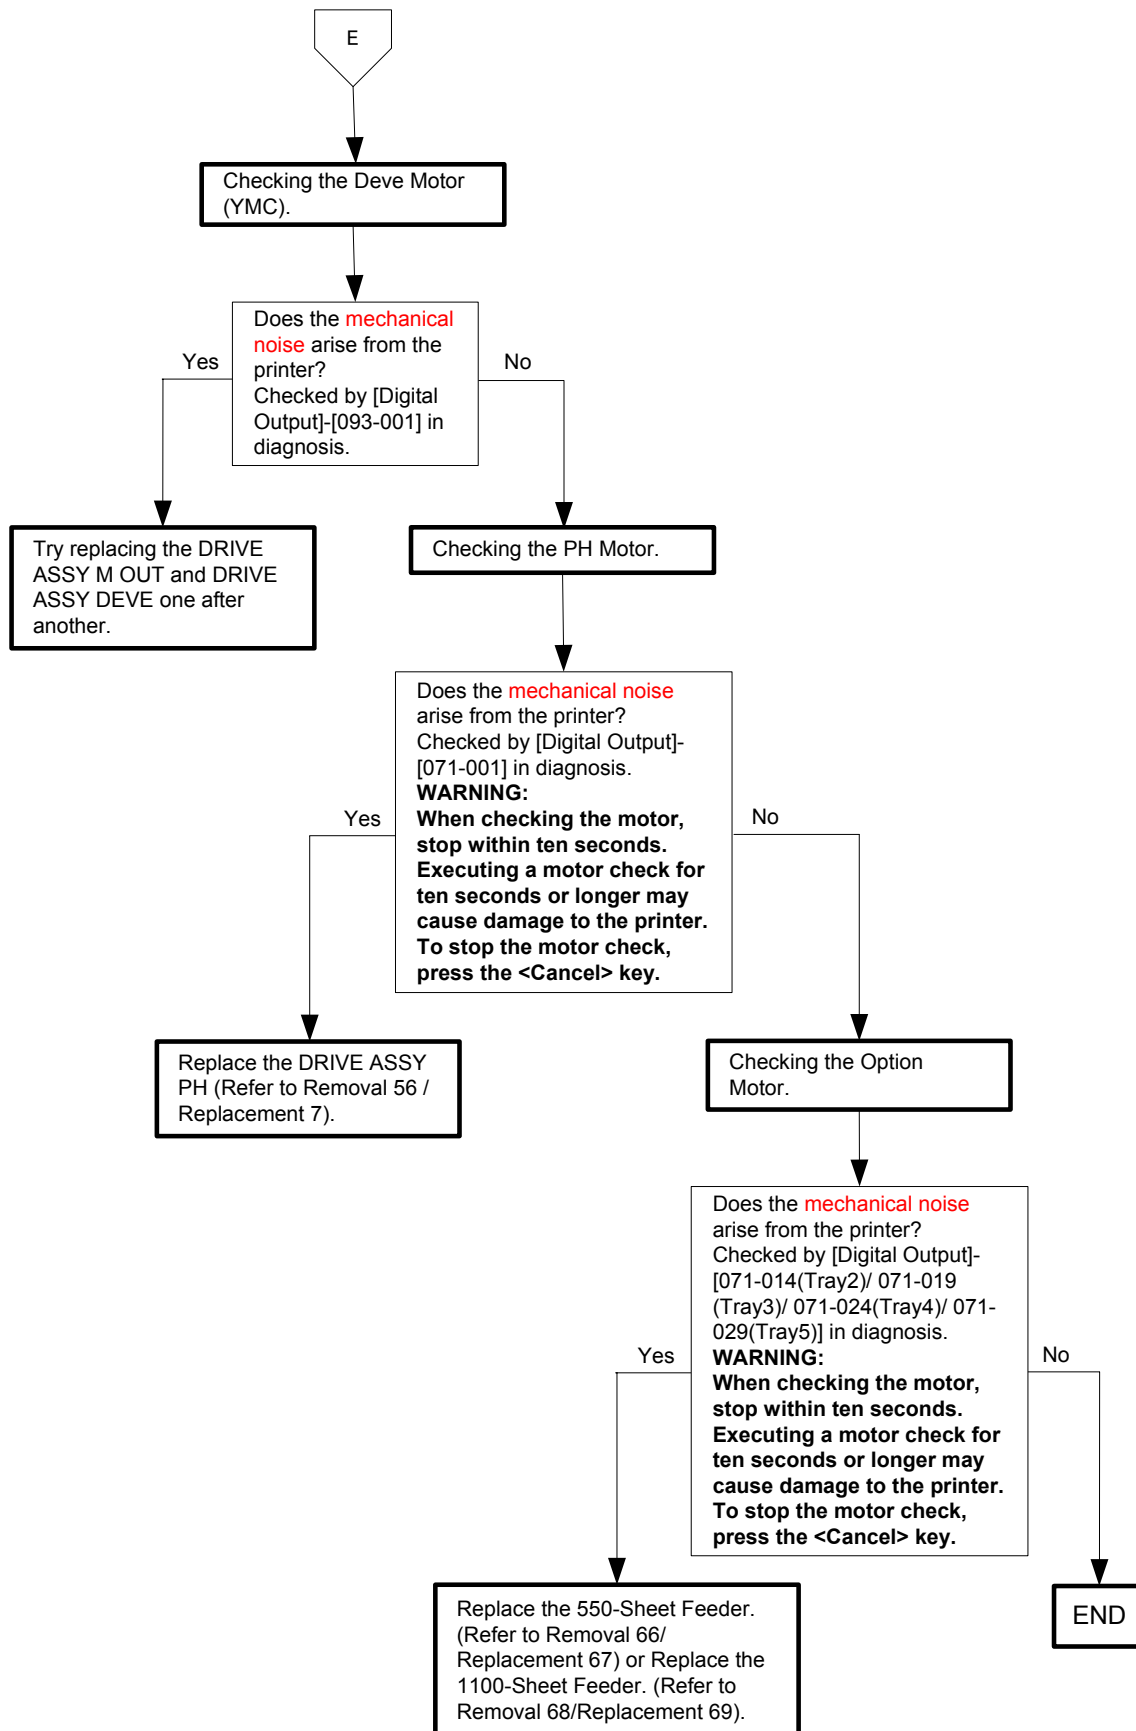 E
Checking the Deve Motor
(YMC).
Does the mechanical
noise arise from the
printer?
Checked by [Digital
Output]-[093-001] in
diagnosis.
Yes
No
Try replacing the DRIVE
ASSY M OUT and DRIVE
ASSY DEVE one after
another.
Checking the PH Motor.
Does the mechanical noise
arise from the printer?
Checked by [Digital Output]-
[071-001] in diagnosis.
WARNING:
When checking the motor,
stop within ten seconds.
Executing a motor check for
ten seconds or longer may
cause damage to the printer.
To stop the motor check,
press the <Cancel> key.
Yes
No
Replace the DRIVE ASSY
PH (Refer to Removal 56 /
Replacement 7).
Checking the Option
Motor.
Does the mechanical noise
arise from the printer?
Checked by [Digital Output]-
[071-014(Tray2)/ 071-019
(Tray3)/ 071-024(Tray4)/ 071-
029(Tray5)] in diagnosis.
WARNING:
When checking the motor,
stop within ten seconds.
Executing a motor check for
ten seconds or longer may
cause damage to the printer.
To stop the motor check,
press the <Cancel> key.
Yes
No
Replace the 550-Sheet Feeder.
(Refer to Removal 66/
Replacement 67) or Replace the
1100-Sheet Feeder. (Refer to
Removal 68/Replacement 69).
END